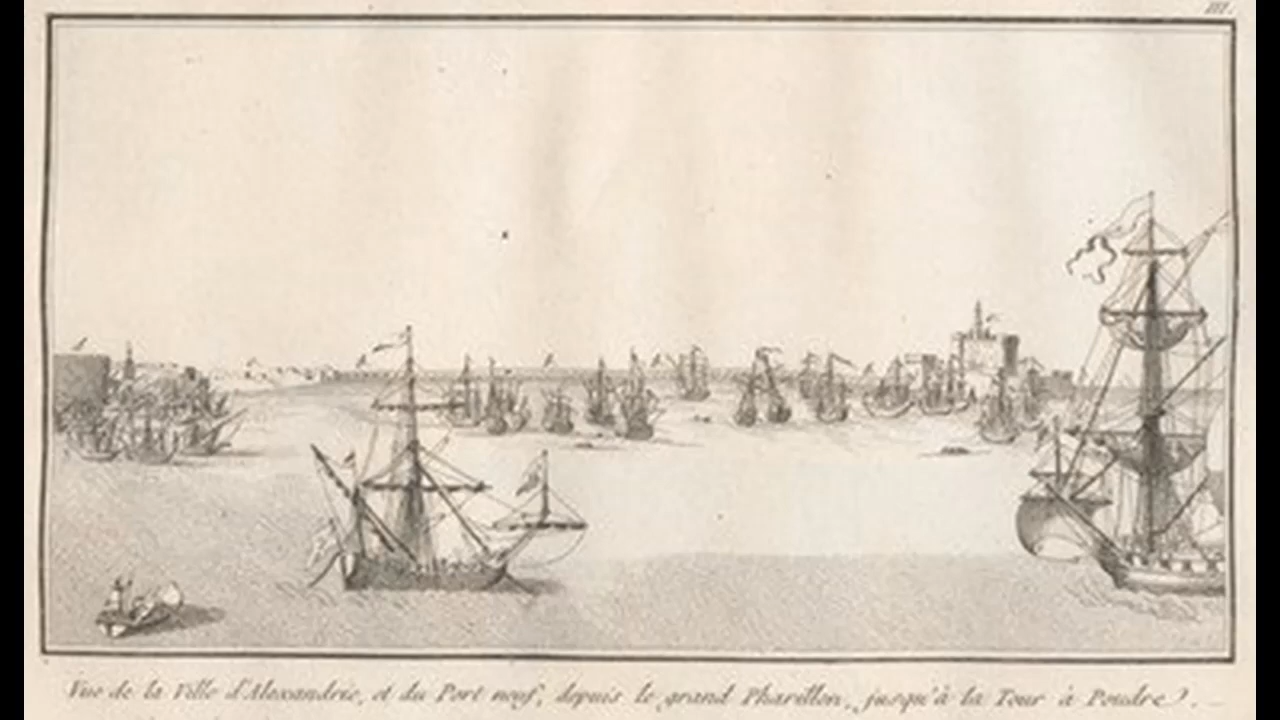 III.
Vue de la Ville d'Alexandrie, et du Port neuf, depuis le grand Pharillon, jusqu'à la Tour à Poudre.